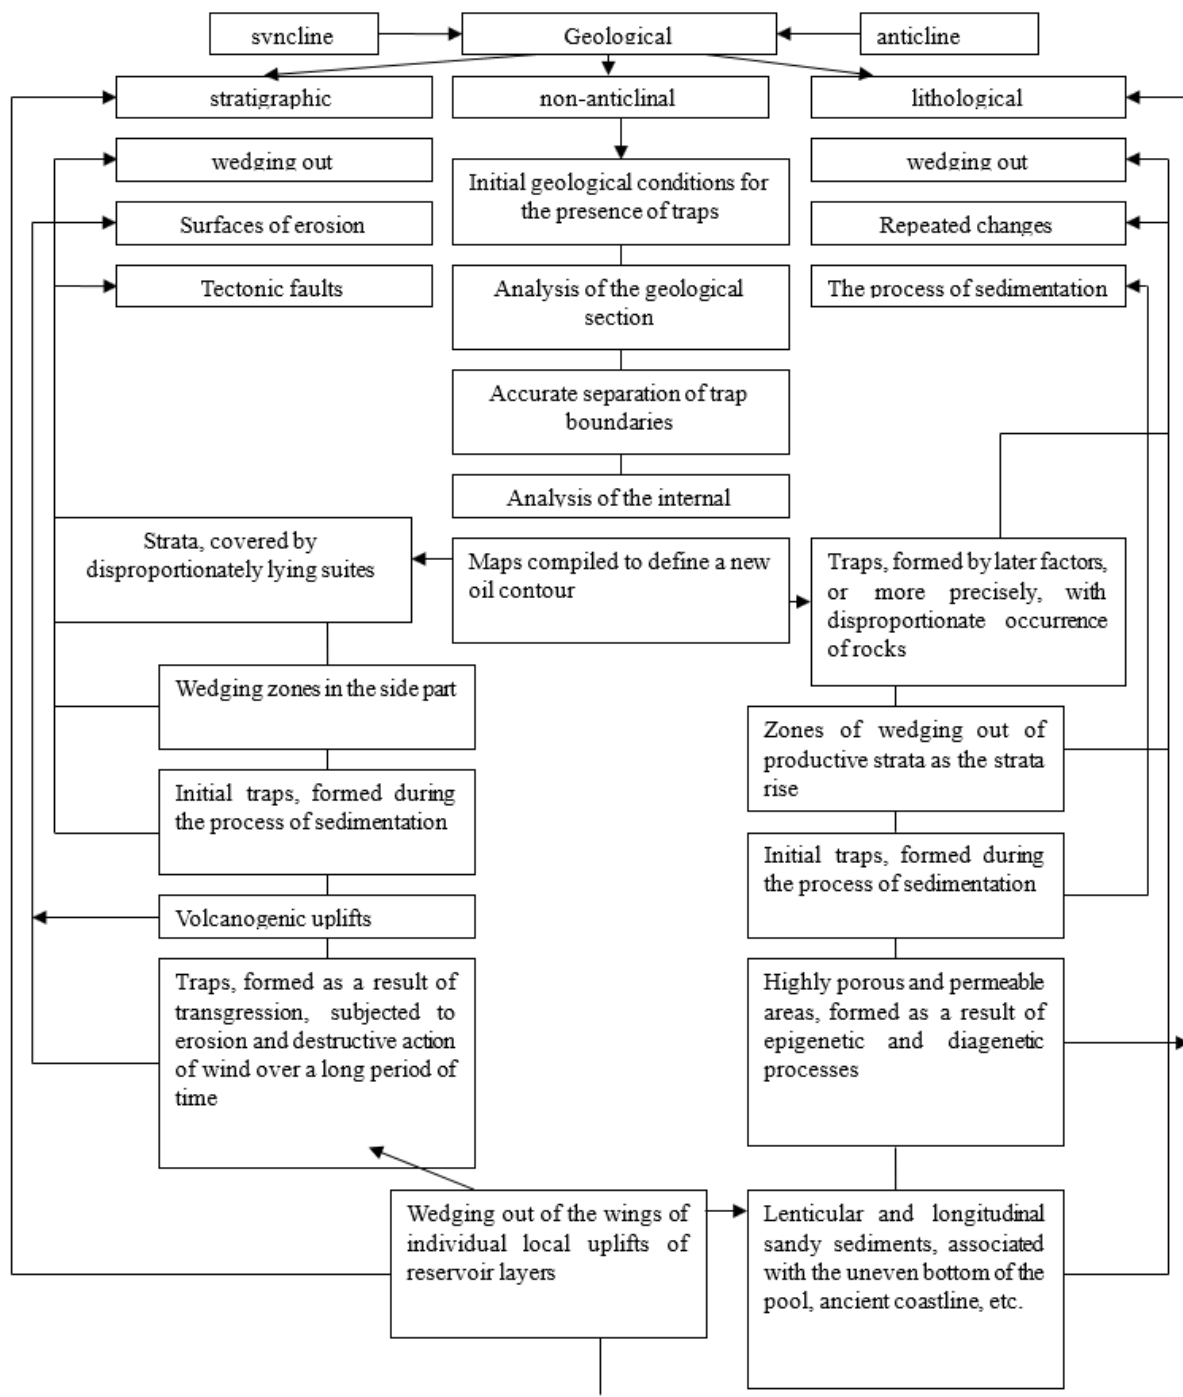 syncline
Geological
anticline
stratigraphic
non-anticlinal
lithological
wedging out
Initial geological conditions for
the presence of traps
wedging out
Surfaces of erosion
Repeated changes
Tectonic faults
Analysis of the geological
section
The process of sedimentation
Accurate separation of trap
boundaries
Analysis of the internal
Strata, covered by
disproportionately lying suites
Maps compiled to define a new
oil contour
Traps, formed by later factors,
or more precisely, with
disproportionate occurrence
of rocks
Wedging zones in the side part
Zones of wedging out of
productive strata as the strata
rise
Initial traps, formed during
the process of sedimentation
Initial traps, formed during
the process of sedimentation
Volcanogenic uplifts
Traps, formed as a result of
transgression, subjected to
erosion and destructive action
of wind over a long period of
time
Highly porous and permeable
areas, formed as a result of
epigenetic and diagenetic
processes
Wedging out of the wings of
individual local uplifts of
reservoir layers
Lenticular and longitudinal
sandy sediments, associated
with the uneven bottom of the
pool, ancient coastline, etc.